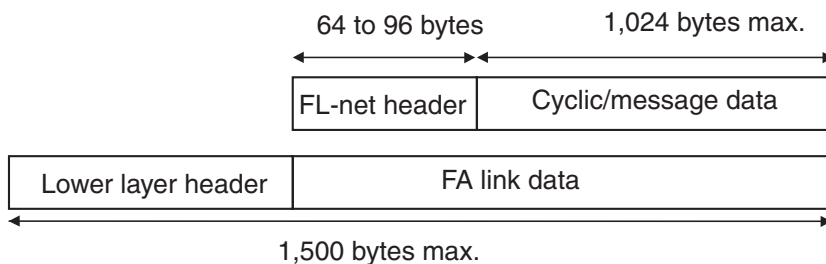 64 to 96 bytes
1,024 bytes max.
FL-net header
Cyclic/message data
Lower layer header
FA link data
1,500 bytes max.